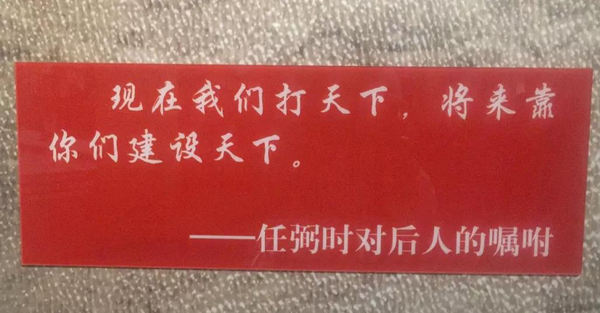 现在我们打天下，将来靠
你们建设天下。
——任弼时对后人的嘱咐